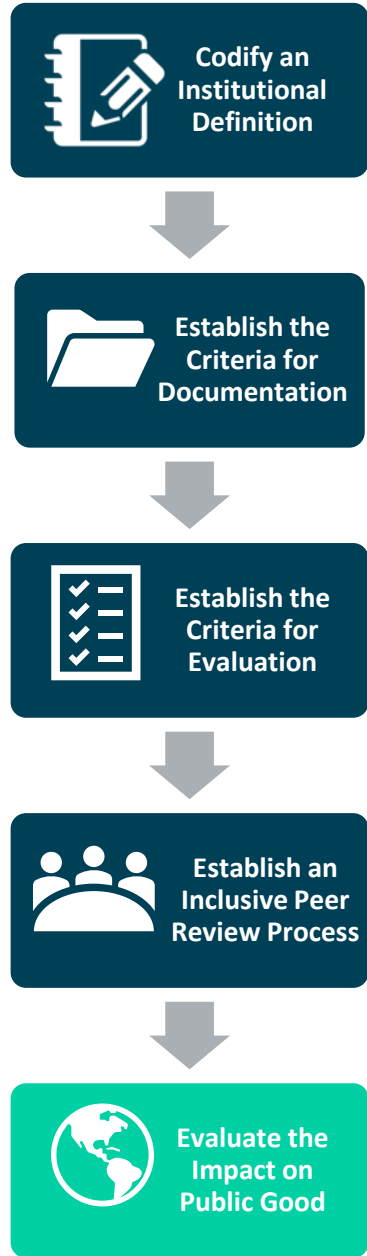 Codify an
Institutional
Definition
Establish the
Criteria for
Documentation
Establish the
Criteria for
Evaluation
Establish an
Inclusive Peer
Review Process
Evaluate the
Impact on
Public Good